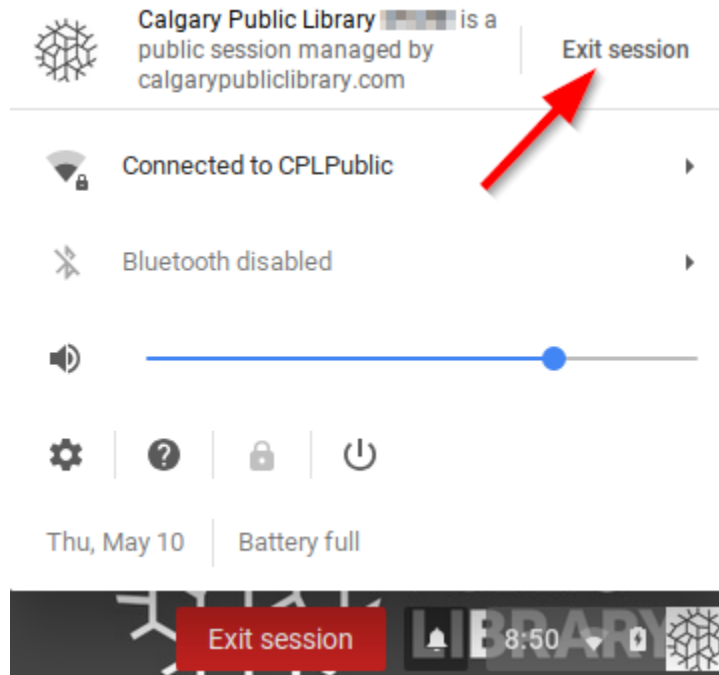 Calgary Public Library is a
public session managed by
calgarypubliclibrary.com
Exit session
Connected to CPLPublic
Bluetooth disabled
Thu, May 10
Battery full
Exit session
LIBRARY
8:50